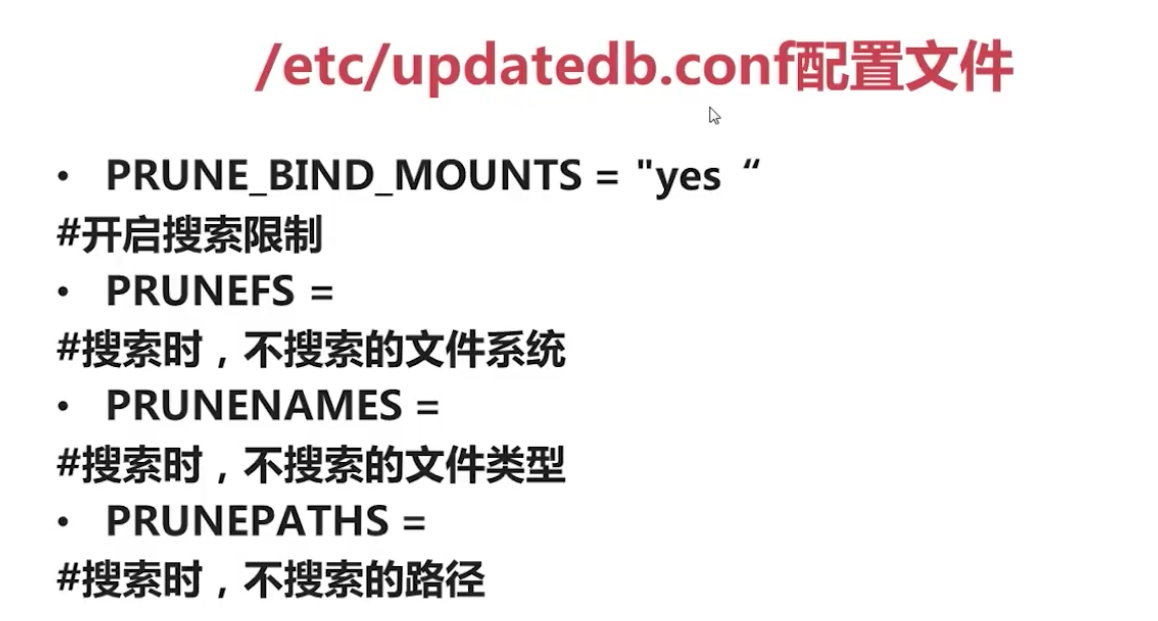 /etc/updatedb.conf配置文件
• PRUNE_BIND_MOUNTS = "yes “
#开启搜索限制
• PRUNEFS =
#搜索时，不搜索的文件系统
• PRUNENAMES =
#搜索时，不搜索的文件类型
• PRUNEPATHS =
#搜索时，不搜索的路径